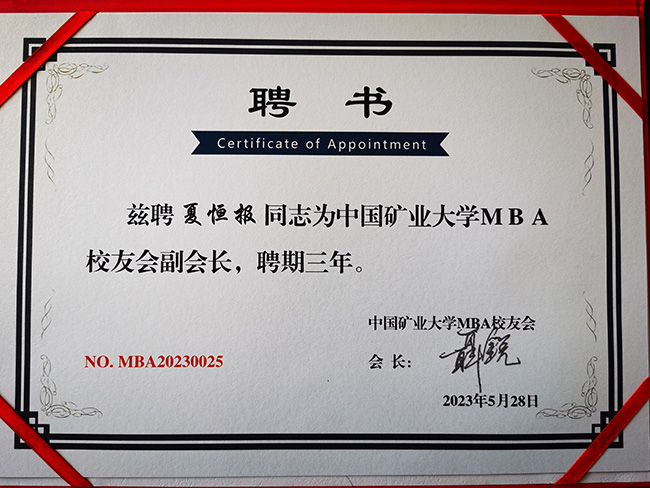 聘 书
Certificate of Appointment
兹聘 夏恒报 同志为中国矿业大学MBA
校友会副会长，聘期三年。
中国矿业大学MBA校友会
NO. MBA20230025
会长：
2023年5月28日